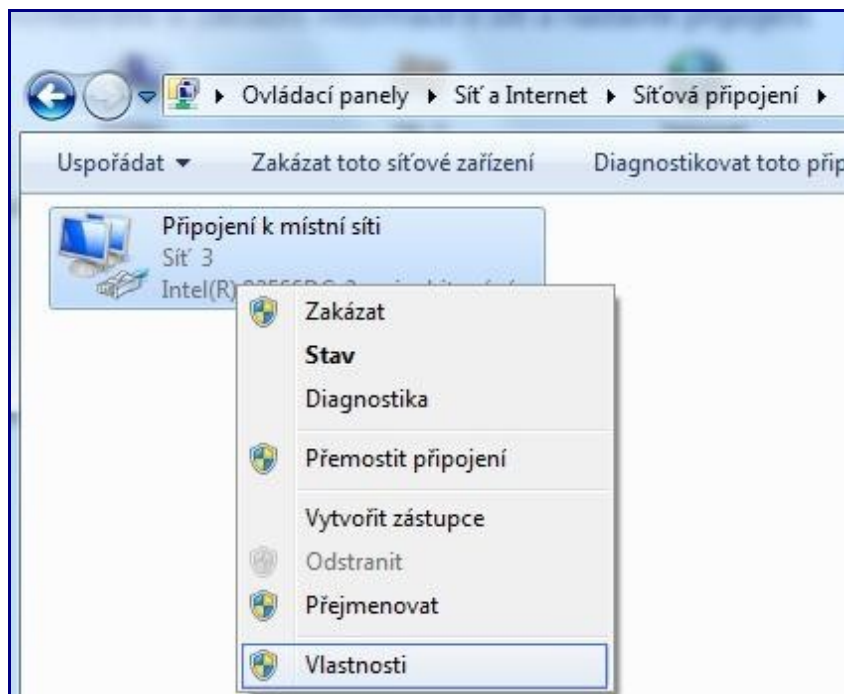 Ovládací panely Síť a Internet Síťová připojení
Uspořádat Zakázat toto síťové zařízení Diagnostikovat toto přip
Připojení k místní síti
Síť 3
Intel(R)
Zakázat
Stav
Diagnostika
Přemostit připojení
Vytvořit zástupce
Odstranit
Přejmenovat
Vlastnosti